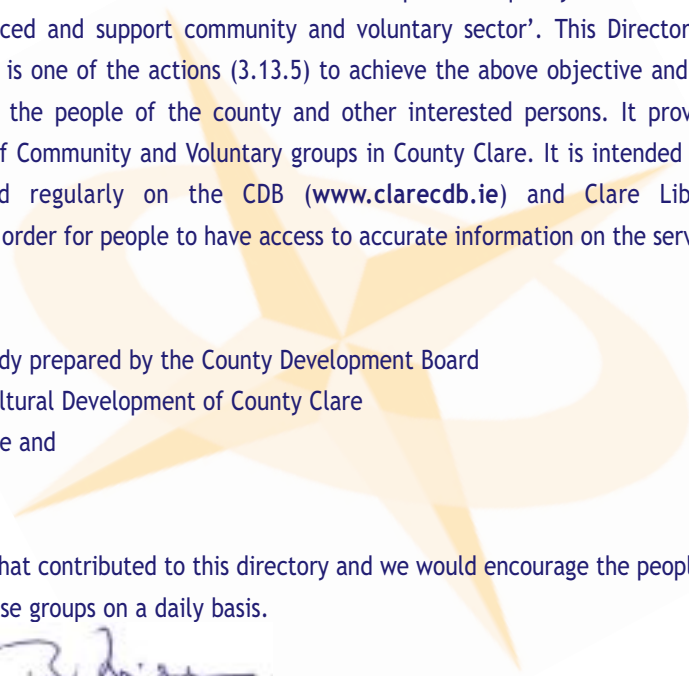 ced and support community and voluntary sector’. This Director
is one of the actions (3.13.5) to achieve the above objective and
the people of the county and other interested persons. It prov
f Community and Voluntary groups in County Clare. It is intended
d regularly on the CDB (www.clarecdb.ie) and Clare Lib
order for people to have access to accurate information on the serv
dy prepared by the County Development Board
ltural Development of County Clare
e and
hat contributed to this directory and we would encourage the peopl
se groups on a daily basis.